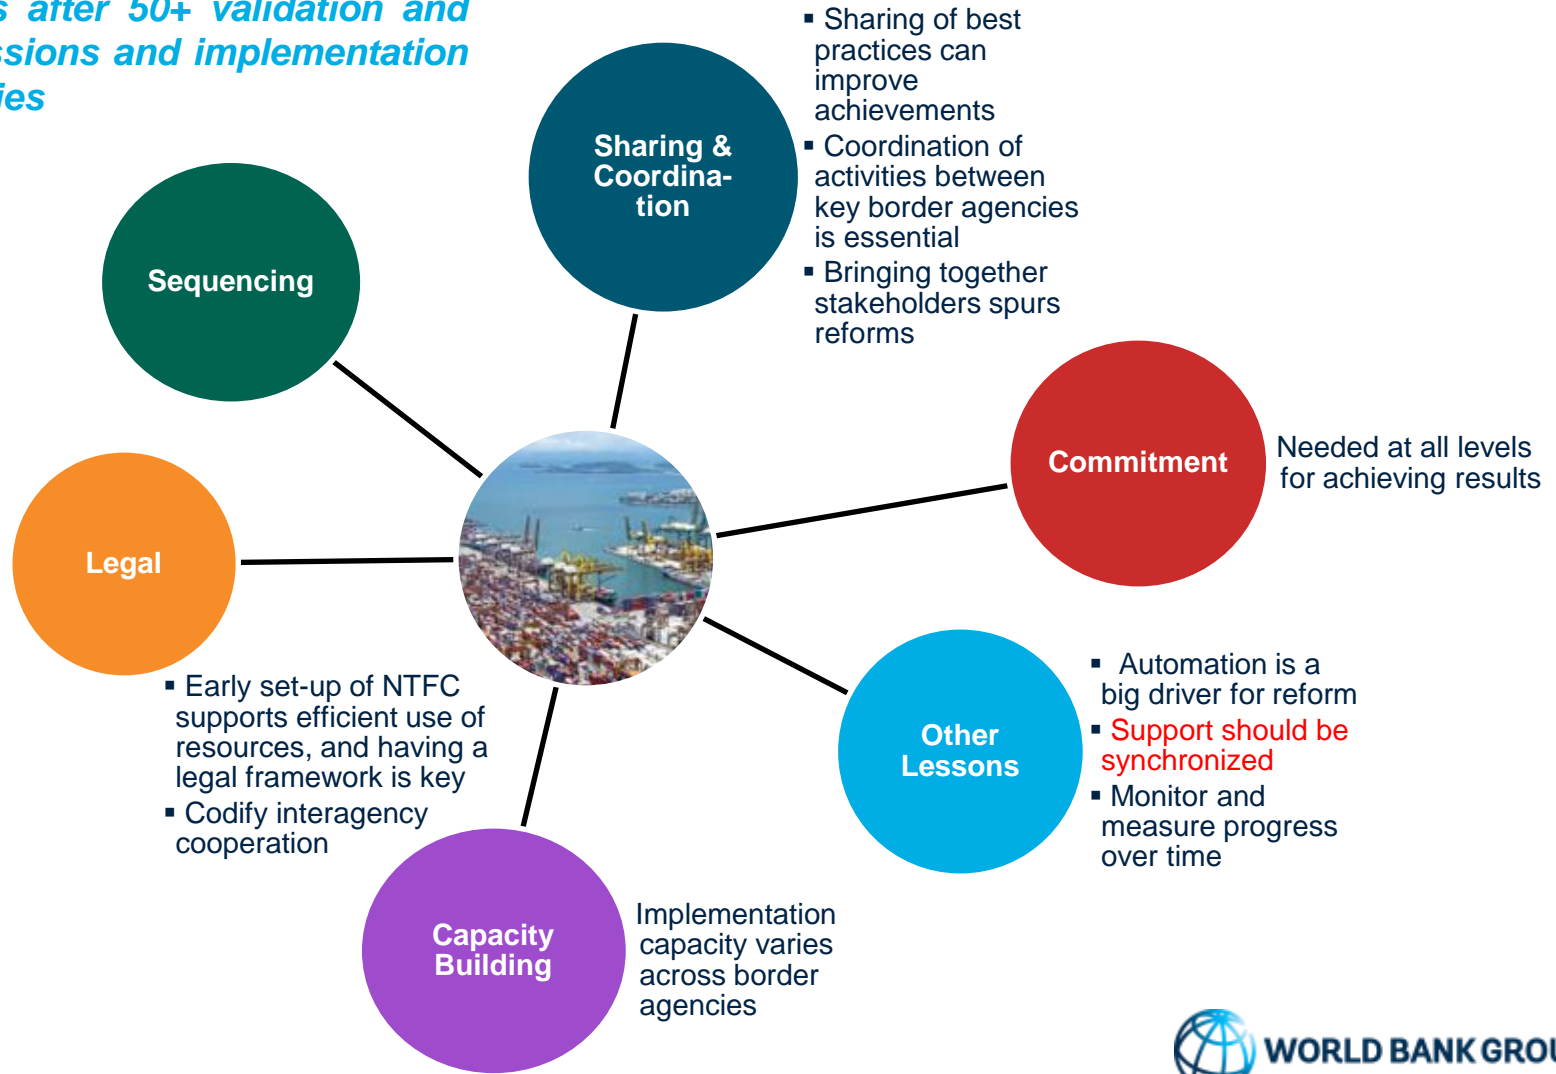 s after 50+ validation and
ssions and implementation
ies
▪ Sharing of best
practices can
improve
achievements
▪ Coordination of
activities between
key border agencies
is essential
▪ Bringing together
stakeholders spurs
reforms
Sharing &
Coordina-
tion
Sequencing
Commitment
Needed at all levels
for achieving results
Legal
▪ Early set-up of NTFC
supports efficient use of
resources, and having a
legal framework is key
▪ Codify interagency
cooperation
Other
Lessons
▪ Automation is a
big driver for reform
▪ Support should be
synchronized
▪ Monitor and
measure progress
over time
Capacity
Building
Implementation
capacity varies
across border
agencies
WORLD BANK GROU